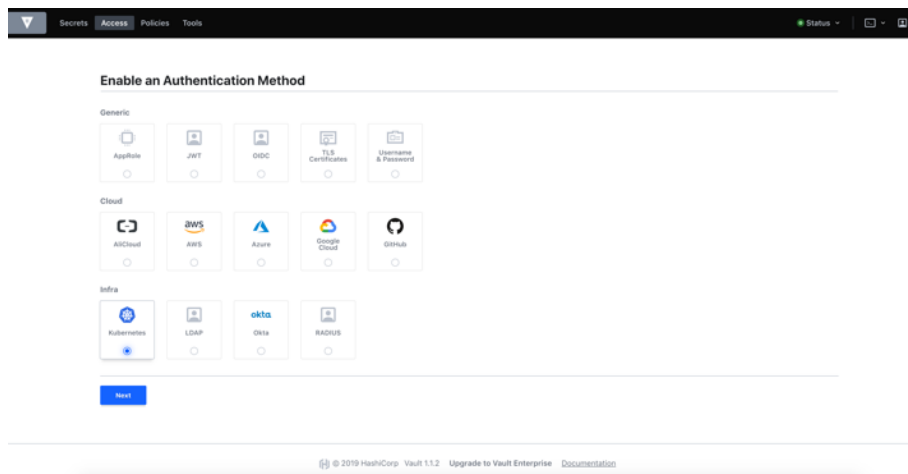 Secrets Access Policies Tools Status
Enable an Authentication Method
Generic
AppRole JWT OIDC TLS Certificates Username & Password
Cloud
aws
AliCloud AWS Azure Google Cloud GitHub
Infra
okta
Kubernetes LDAP Okta RADIUS
Next
© 2019 HashiCorp Vault 1.1.2 Upgrade to Vault Enterprise Documentation